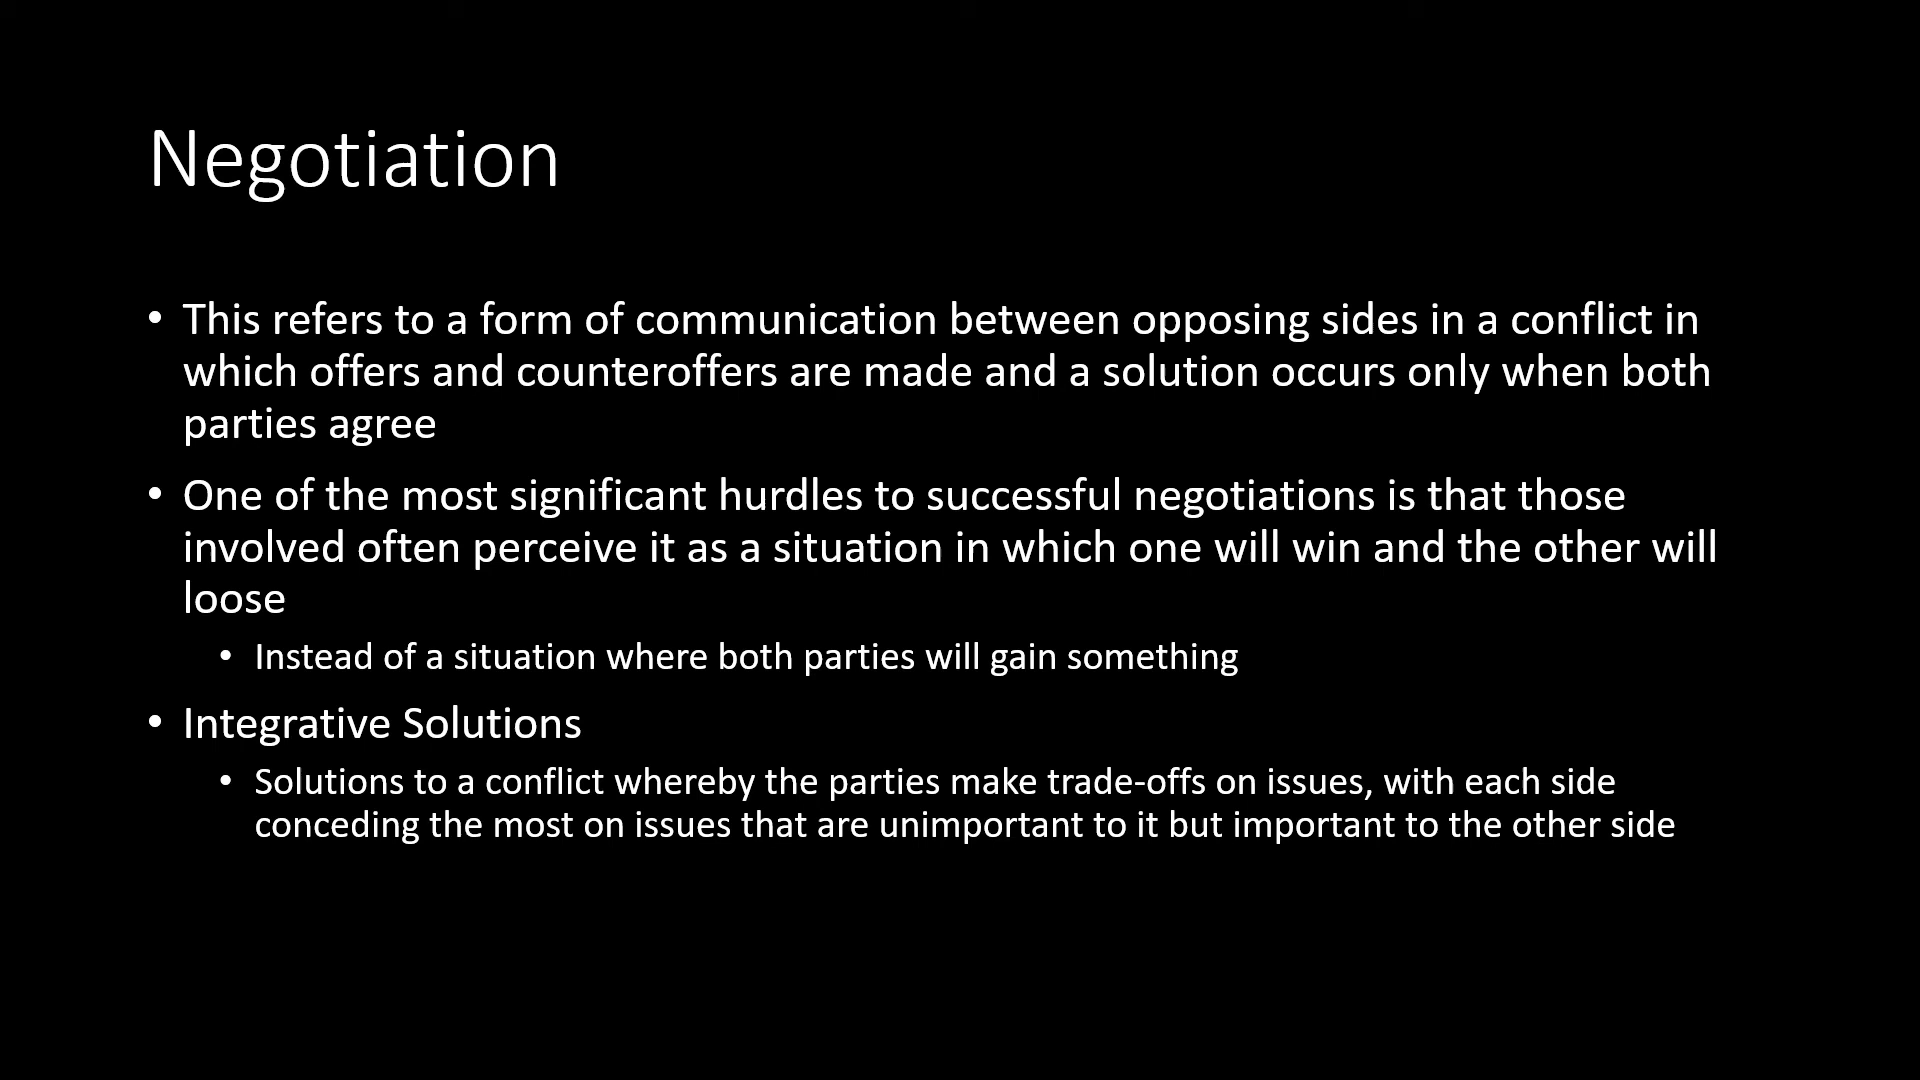 Negotiation
• This refers to a form of communication between opposing sides in a conflict in
which offers and counteroffers are made and a solution occurs only when both
parties agree
• One of the most significant hurdles to successful negotiations is that those
involved often perceive it as a situation in which one will win and the other will
loose
• Instead of a situation where both parties will gain something
• Integrative Solutions
• Solutions to a conflict whereby the parties make trade-offs on issues, with each side
conceding the most on issues that are unimportant to it but important to the other side